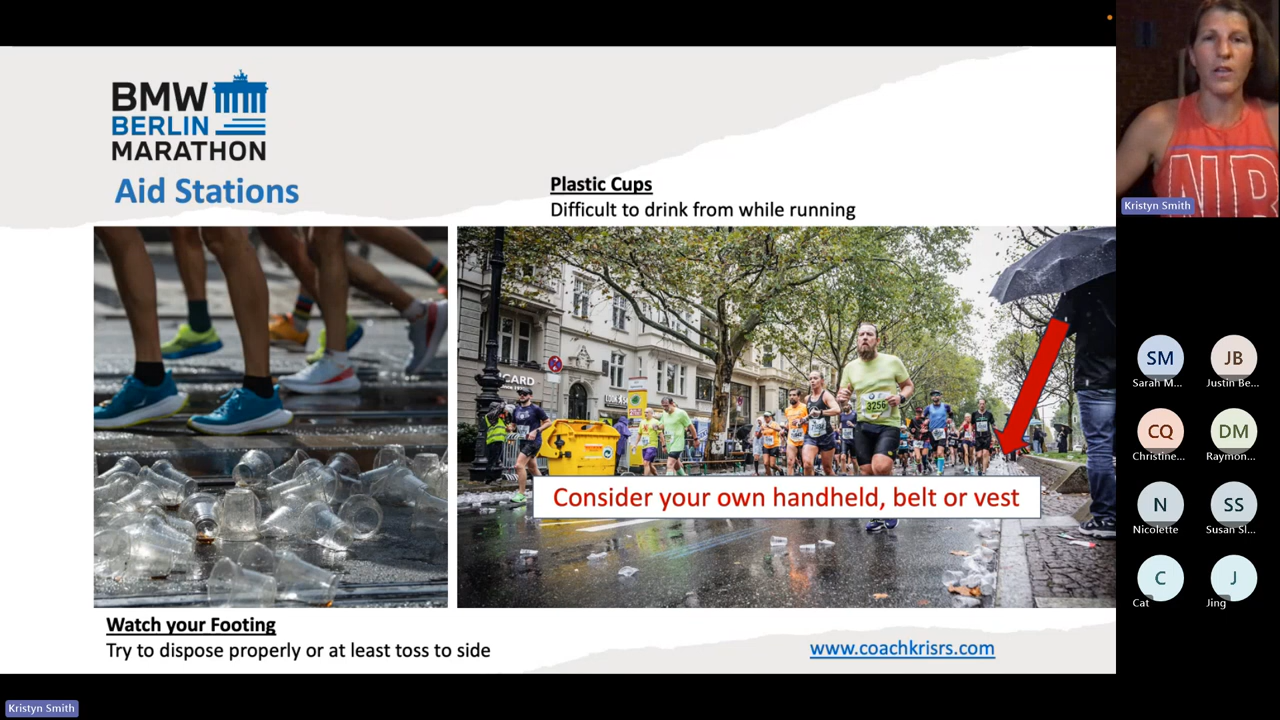 BMW
BERLIN
MARATHON
Aid Stations
Plastic Cups
Difficult to drink from while running
3256
Consider your own handheld, belt or vest
Watch your Footing
Try to dispose properly or at least toss to side
www.coachkrisrs.com
Kristyn Smith
NB
Kristyn Smith
SM
Sarah M...
JB
Justin Be...
CQ
Christine...
DM
Raymon...
N
Nicolette
SS
Susan Sl...
C
Cat
J
Jing